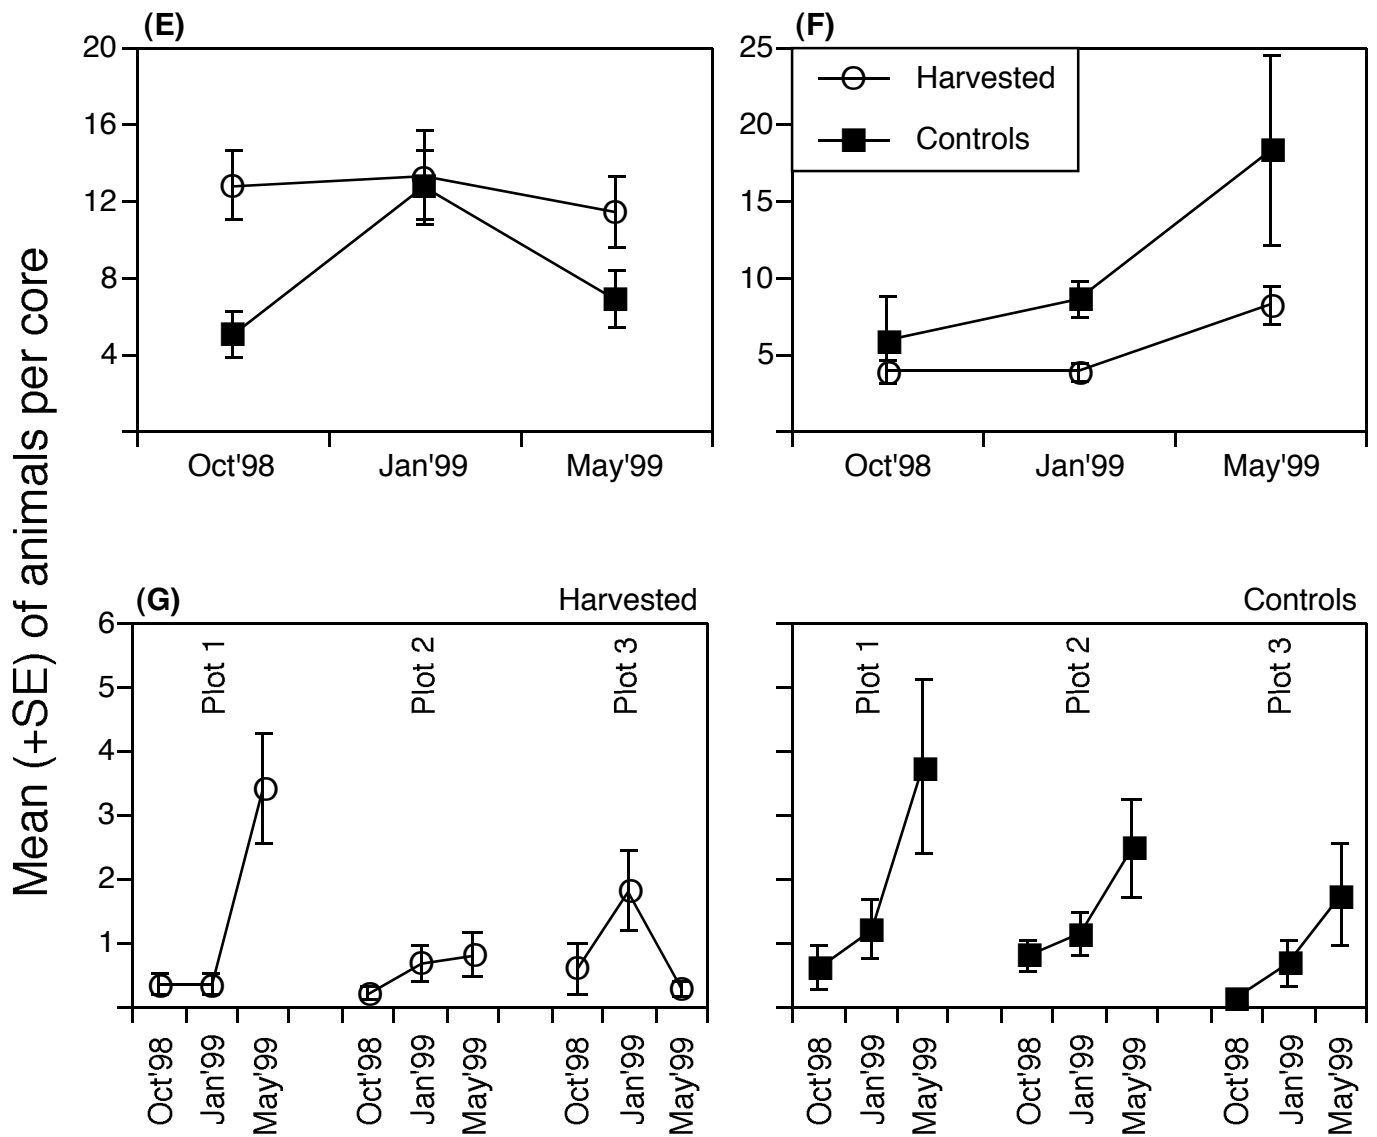 Mean (+SE) of animals per core
(E)
20
16
12
8
4
Oct'98 Jan'99 May'99
(F)
25
20
15
10
5
Harvested
Controls
Oct'98 Jan'99 May'99
(G) Harvested
6
5
4
3
2
1
Plot 1 Plot 2 Plot 3
Oct'98 Jan'99 May'99 Oct'98 Jan'99 May'99 Oct'98 Jan'99 May'99
Controls
Plot 1 Plot 2 Plot 3
Oct'98 Jan'99 May'99 Oct'98 Jan'99 May'99 Oct'98 Jan'99 May'99